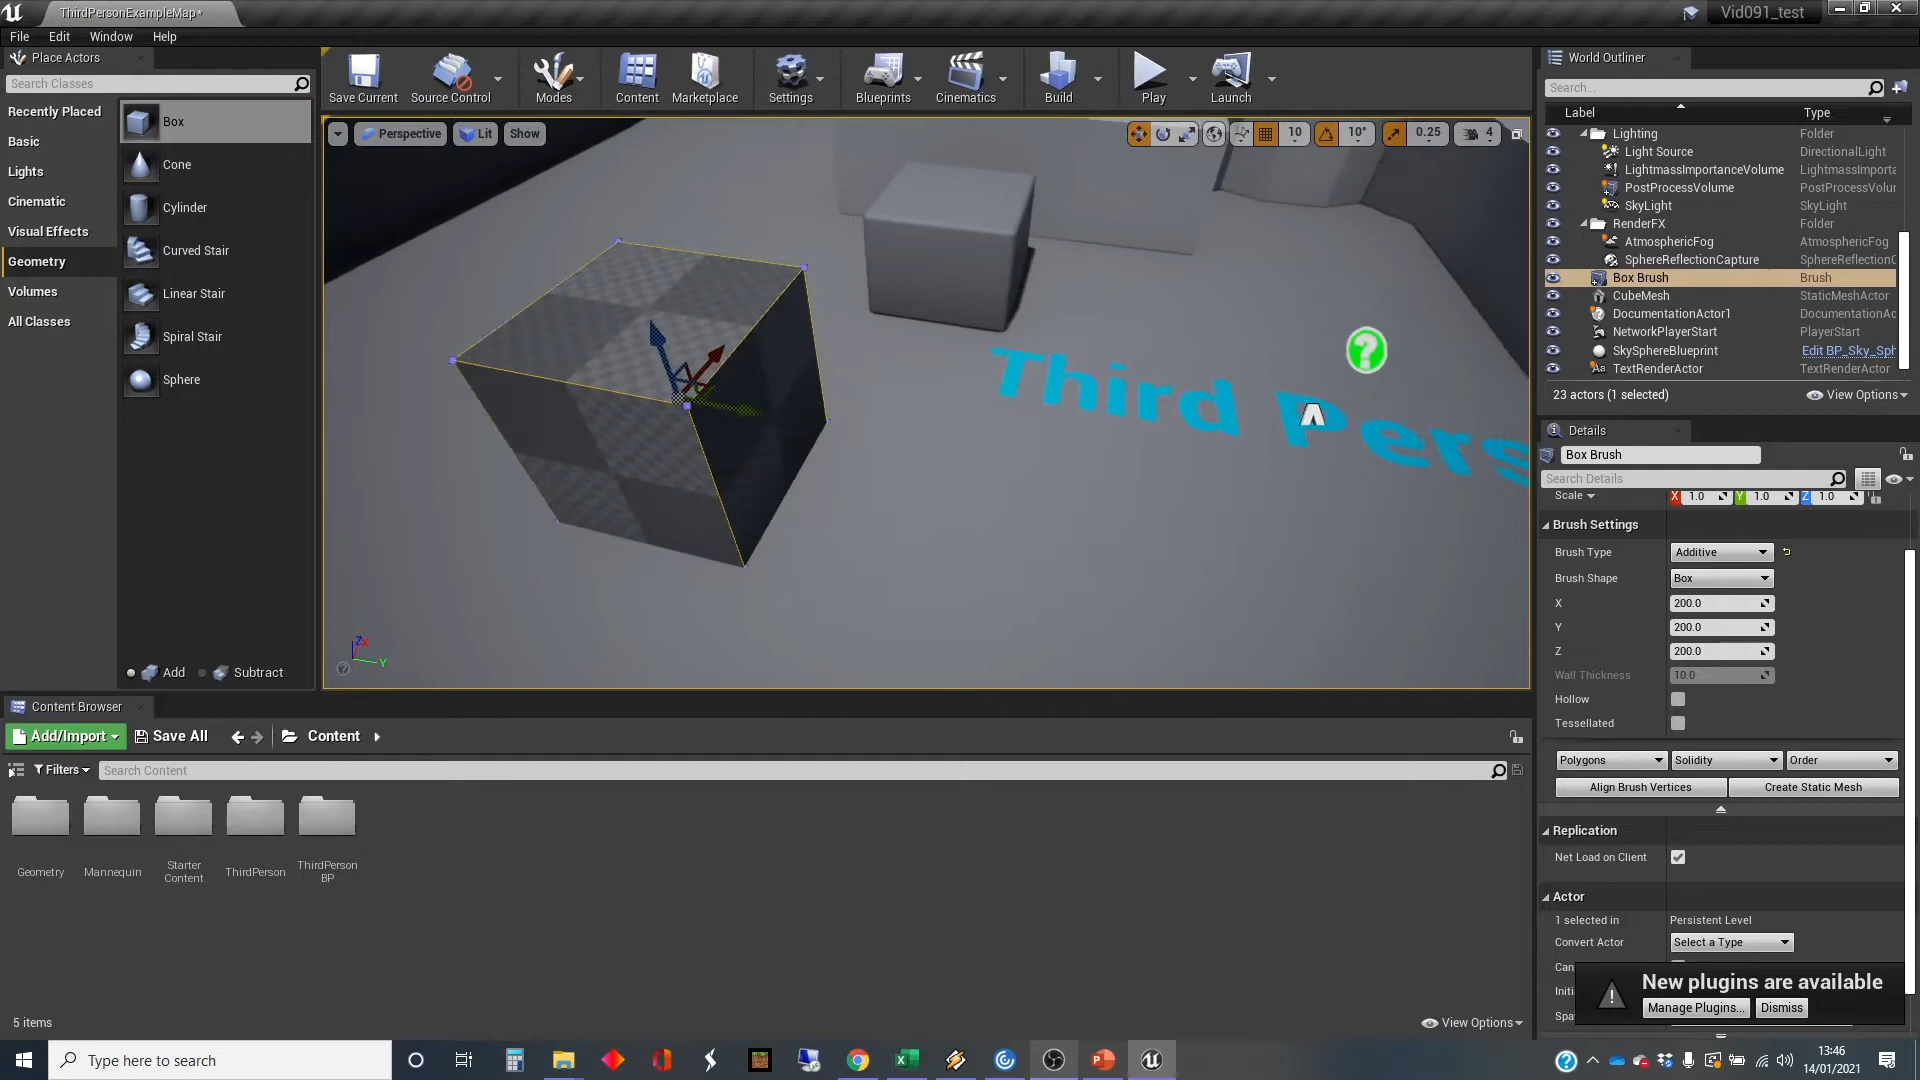 ThirdPersonExampleMap*
Vid091_test
File Edit Window Help
Place Actors
Search Classes
Recently Placed
Basic
Lights
Cinematic
Visual Effects
Geometry
Volumes
All Classes
Box
Cone
Cylinder
Curved Stair
Linear Stair
Spiral Stair
Sphere
Add Subtract
Save Current
Source Control
Modes
Content
Marketplace
Settings
Blueprints
Cinematics
Build
Play
Launch
Perspective Lit Show
10 10° 0.25 4
Third Pers
?
Z X Y
World Outliner
Search...
Label Type
Lighting Folder
Light Source DirectionalLight
LightmassImportanceVolume LightmassImporta
PostProcessVolume PostProcessVolur
SkyLight SkyLight
RenderFX Folder
AtmosphericFog AtmosphericFog
SphereReflectionCapture SphereReflectionC
Box Brush Brush
CubeMesh StaticMeshActor
DocumentationActor1 DocumentationAc
NetworkPlayerStart PlayerStart
SkySphereBlueprint Edit BP_Sky_Sph
TextRenderActor TextRenderActor
23 actors (1 selected) View Options
Details
Box Brush
Search Details
Scale X 1.0 Y 1.0 Z 1.0
Brush Settings
Brush Type Additive
Brush Shape Box
X 200.0
Y 200.0
Z 200.0
Wall Thickness 10.0
Hollow
Tessellated
Polygons Solidity Order
Align Brush Vertices Create Static Mesh
Replication
Net Load on Client
Actor
1 selected in Persistent Level
Convert Actor Select a Type
Can
Initi
Spa
New plugins are available
Manage Plugins... Dismiss
Content Browser
Add/Import Save All Content
Filters Search Content
Geometry
Mannequin
Starter
Content
ThirdPerson
ThirdPerson
BP
5 items View Options
Type here to search
13:46
14/01/2021